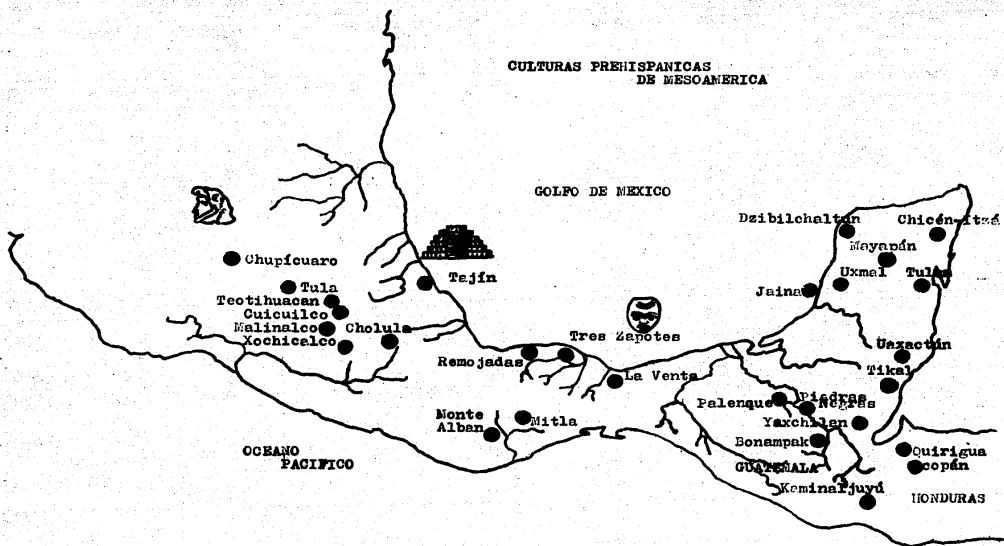 CULTURAS PREHISPANICAS
DE MESOAMERICA
GOLFO DE MEXICO
Dzibilchaltún
Chicén-Itzá
Mayapán
Chupícuaro
Tajín
Uxmal
Tulum
Tula
Jaina
Teotihuacan
Cuicuilco
Malinalco
Cholula
Xochicalco
Tres Zapotes
Uaxactún
Remojadas
La Venta
Tikal
Piedras
Negras
Palenque
Monte
Alban
Mitla
Yaxchilan
Bonampak
OCEANO
PACIFICO
Quirigua
copán
GUATEMALA
Kaminaljuyú
HONDURAS